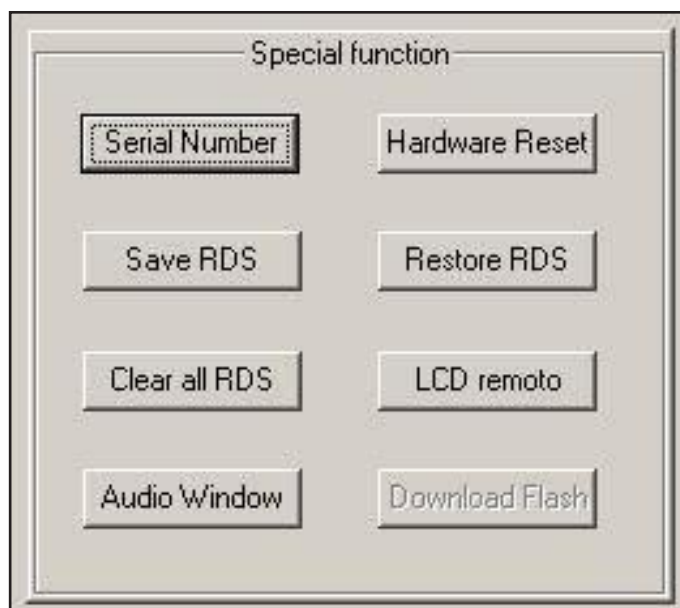 Special function
Serial Number
Hardware Reset
Save RDS
Restore RDS
Clear all RDS
LCD remoto
Audio Window
Download Flash